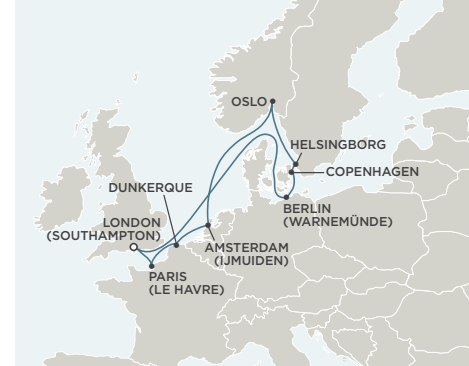 OSLO
HELSINGBORG
COPENHAGEN
DUNKERQUE
BERLIN
(WARNEMÜNDE)
LONDON
(SOUTHAMPTON)
AMSTERDAM
(IJMUIDEN)
PARIS
(LE HAVRE)